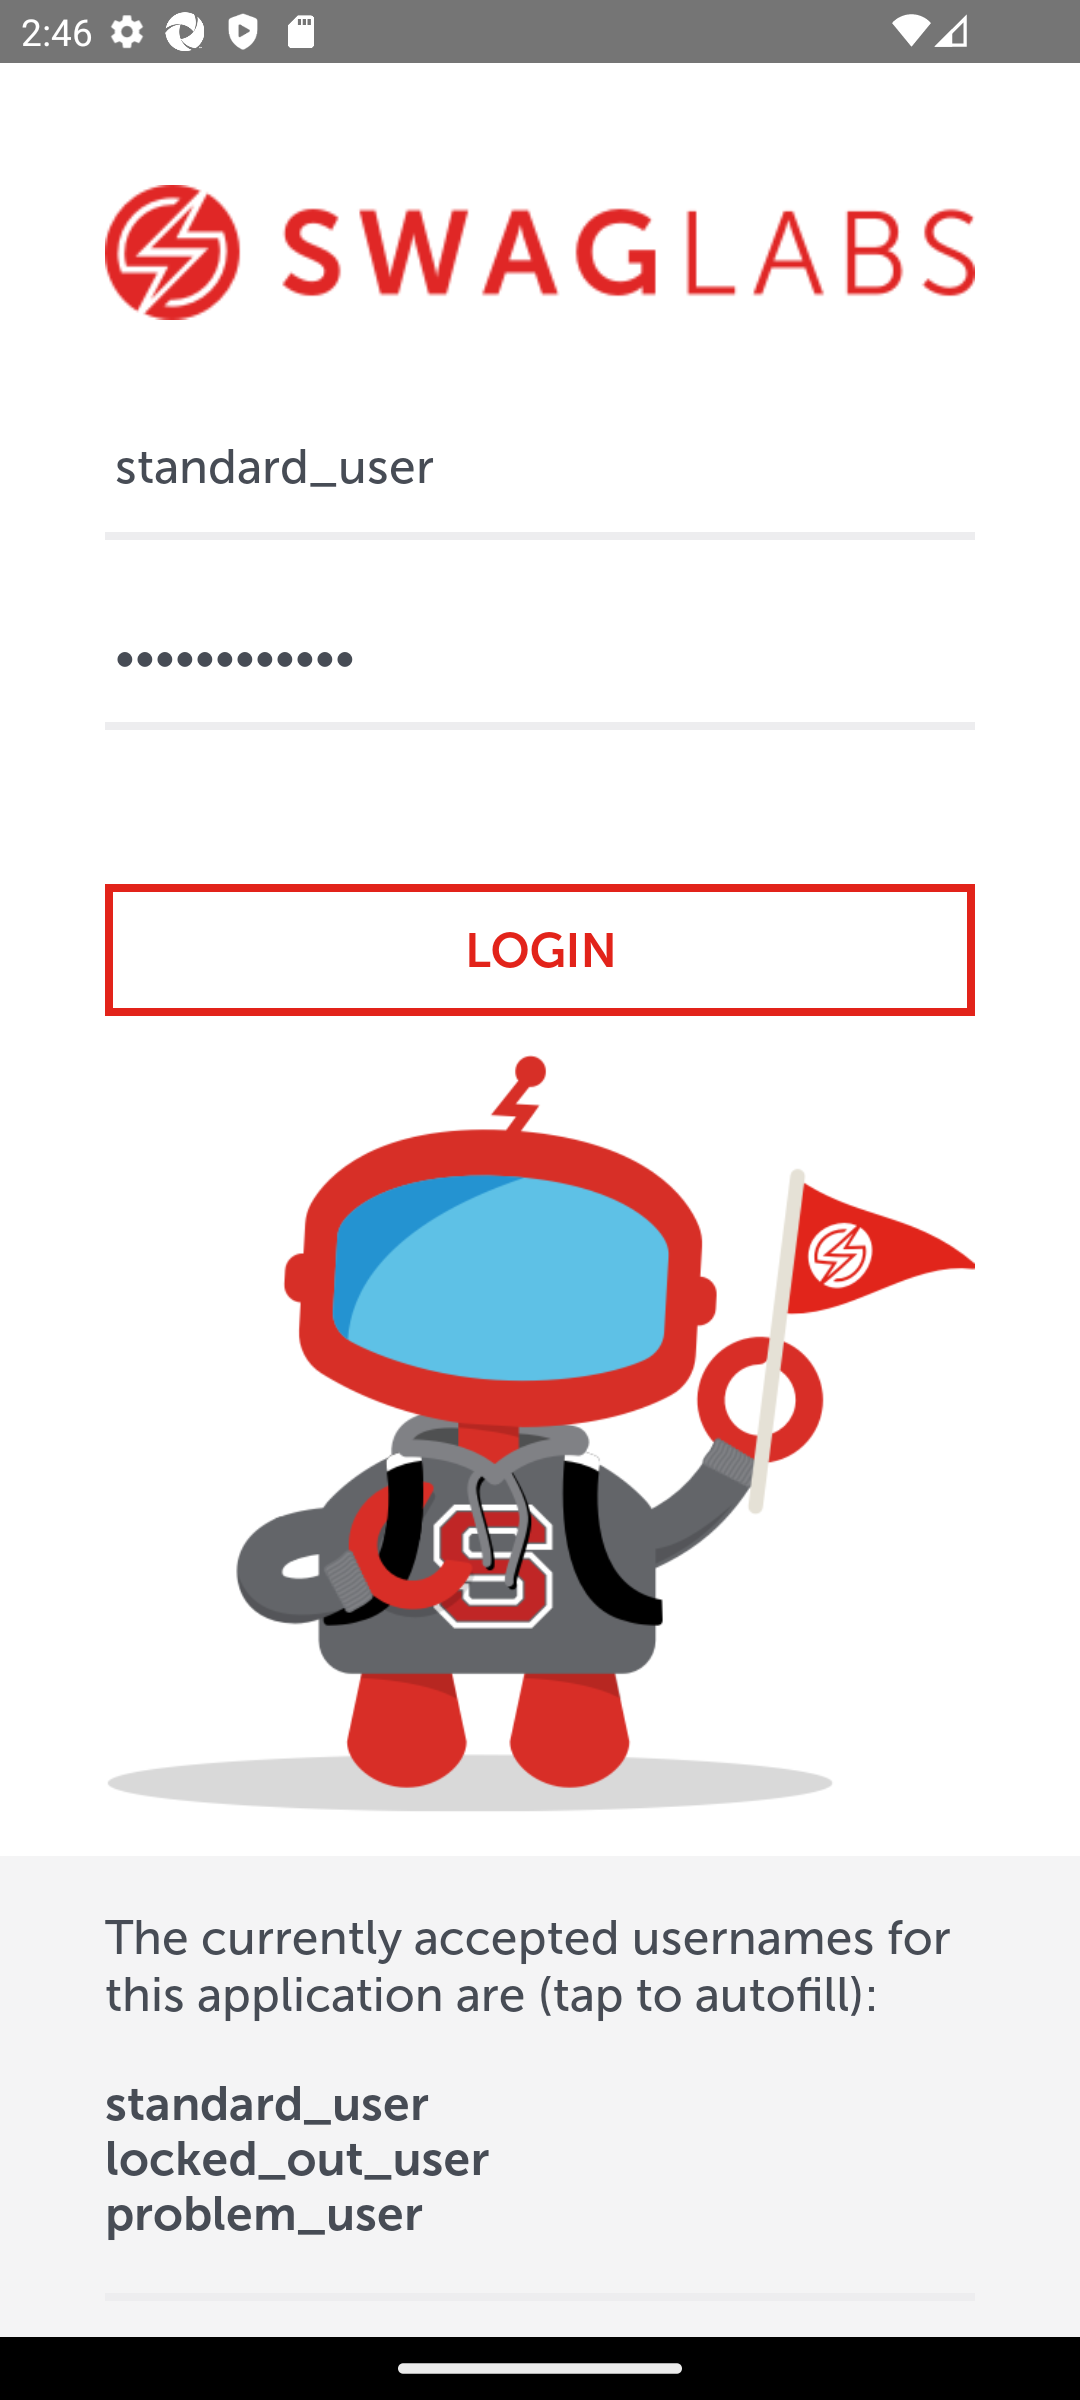 2:46
SWAGLABS
standard_user
••••••••••••
LOGIN
S
The currently accepted usernames for
this application are (tap to autofill):
standard_user
locked_out_user
problem_user